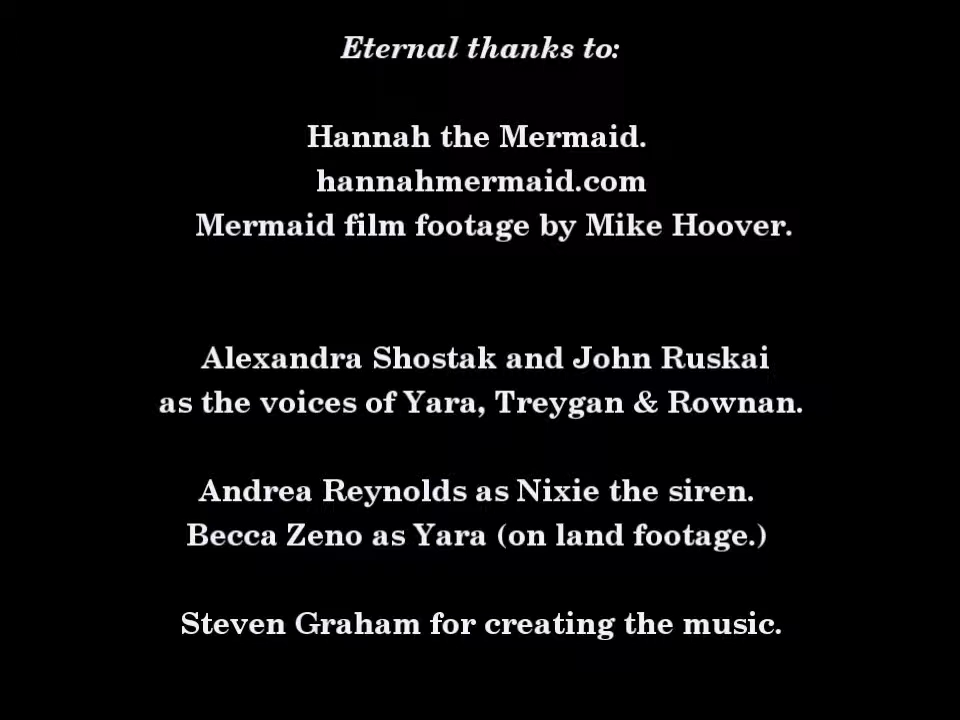 Eternal thanks to:
Hannah the Mermaid.
hannahmermaid.com
Mermaid film footage by Mike Hoover.
Alexandra Shostak and John Ruskai
as the voices of Yara, Treygan & Rownan.
Andrea Reynolds as Nixie the siren.
Becca Zeno as Yara (on land footage.)
Steven Graham for creating the music.